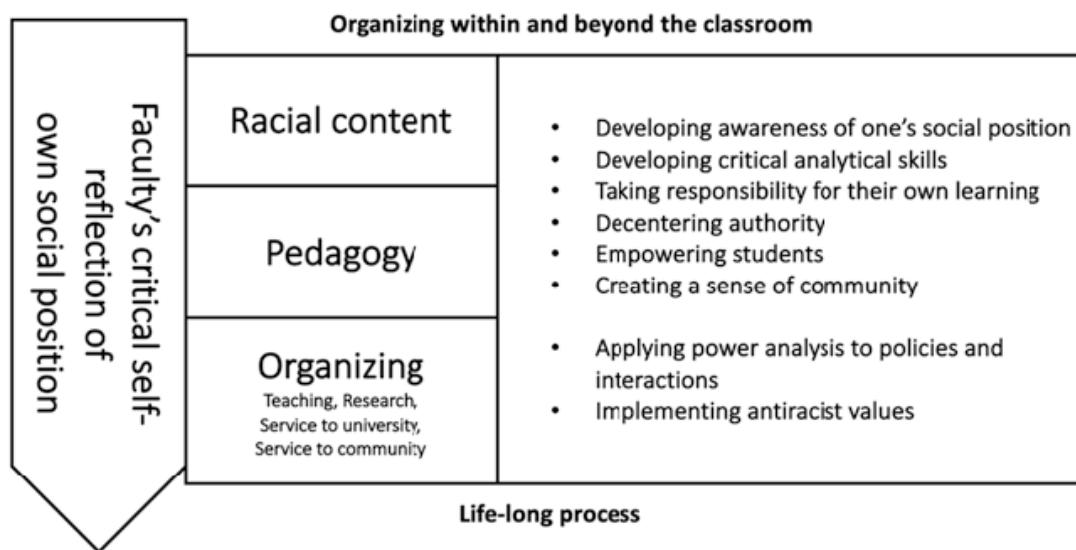 Organizing within and beyond the classroom
Faculty's critical self-
reflection of
own social position
Racial content
Pedagogy
Organizing
Teaching, Research,
Service to university,
Service to community
• Developing awareness of one's social position
• Developing critical analytical skills
• Taking responsibility for their own learning
• Decentering authority
• Empowering students
• Creating a sense of community
• Applying power analysis to policies and
interactions
• Implementing antiracist values
Life-long process